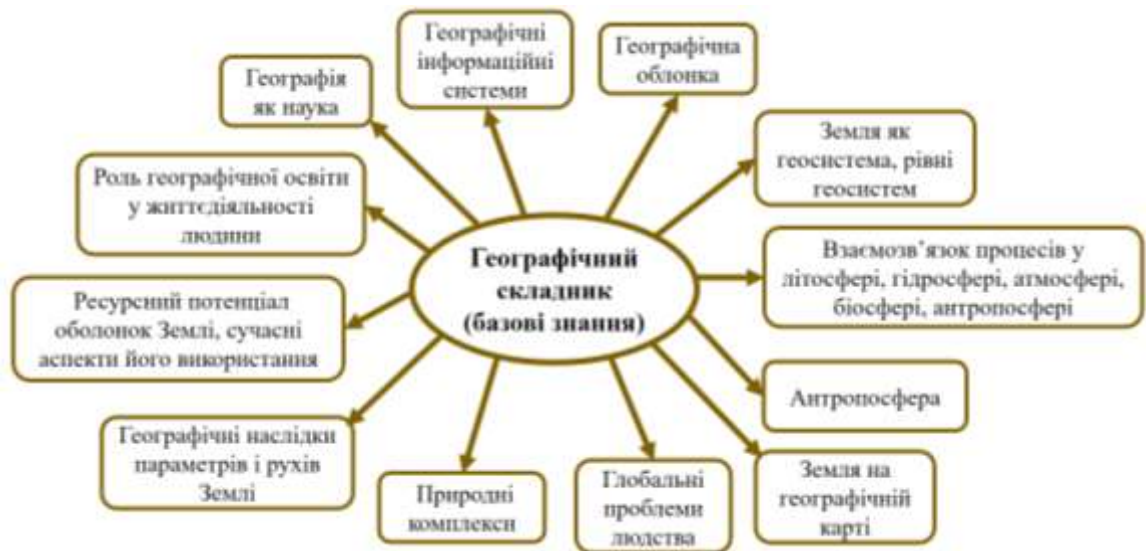 Географічні
інформаційні
системи
Географічна
облонка
Географія
як наука
Земля як
геосистема, рівні
геосистем
Роль географічної освіти
у життєдіяльності
людини
Географічний
складник
(базові знання)
Взаємозв’язок процесів у
літосфері, гідросфері, атмосфері,
біосфері, антропосфері
Ресурсний потенціал
оболонок Землі, сучасні
аспекти його використання
Антропосфера
Географічні наслідки
параметрів і рухів
Землі
Природні
комплекси
Глобальні
проблеми
людства
Земля на
географічній
карті